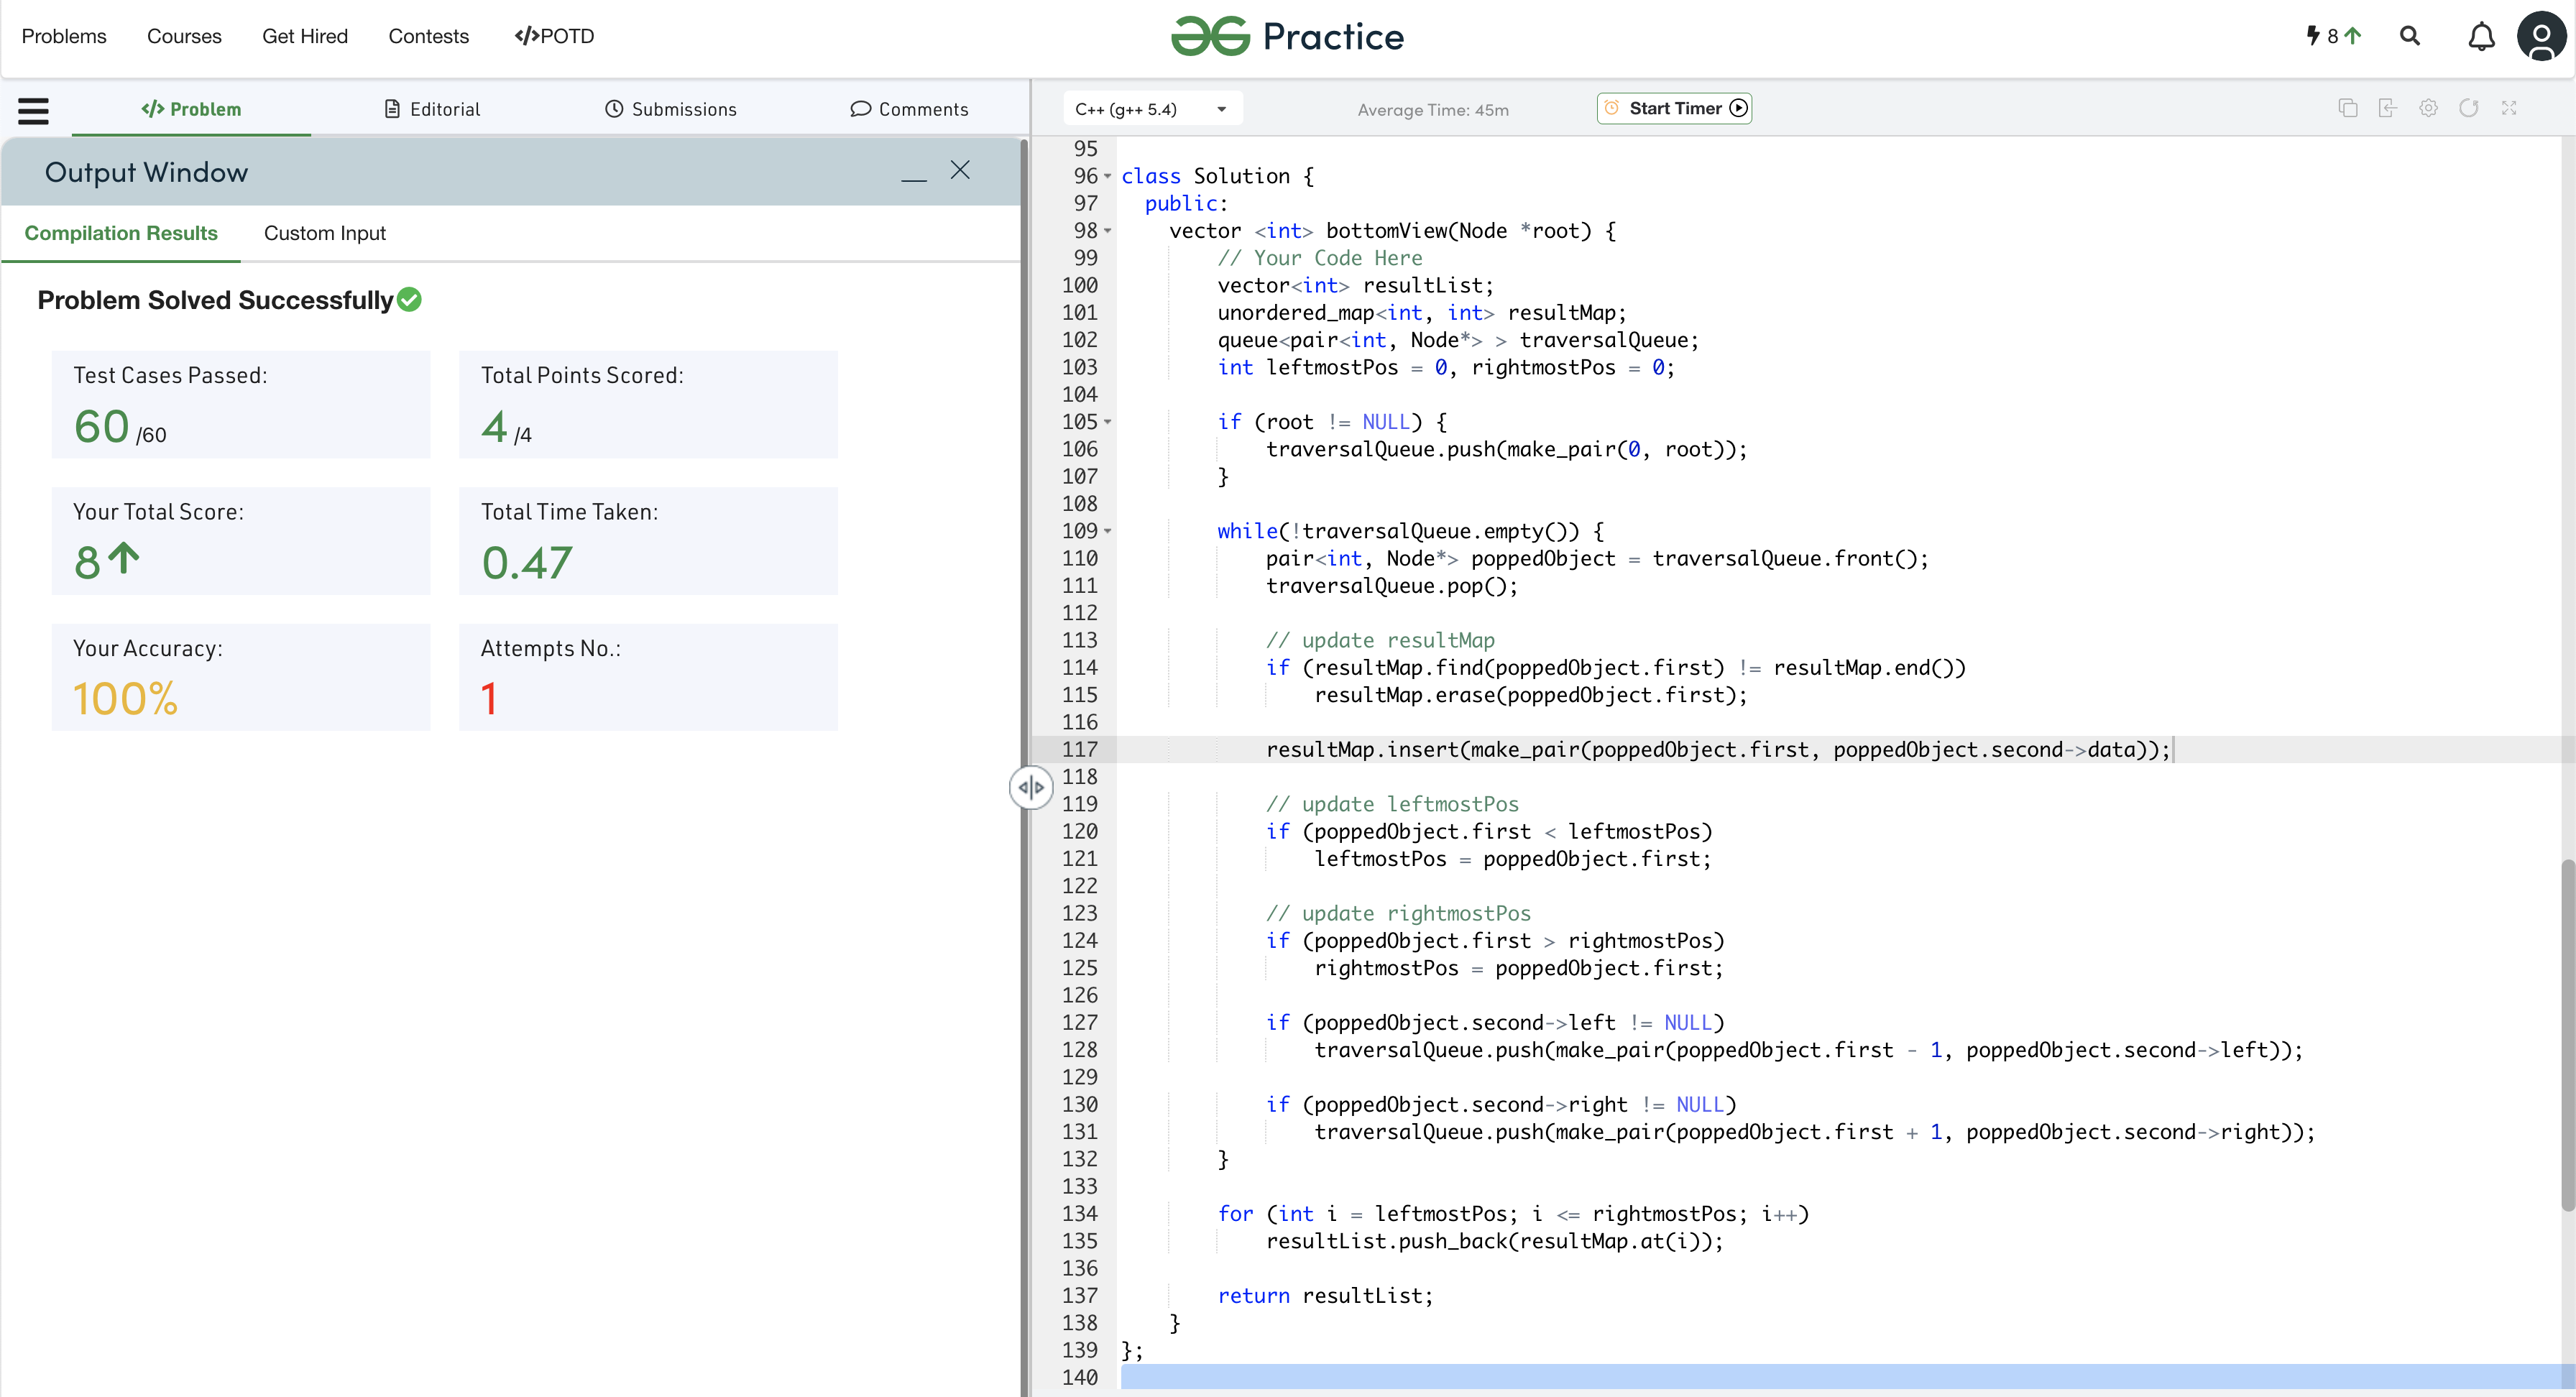 Problems Courses Get Hired Contests </>POTD
Practice
8
Problem Editorial Submissions Comments
C++ (g++ 5.4) Average Time: 45m Start Timer
Output Window
Compilation Results Custom Input
Problem Solved Successfully
Test Cases Passed:
60 /60
Total Points Scored:
4 /4
Your Total Score:
8
Total Time Taken:
0.47
Your Accuracy:
100%
Attempts No.:
1
95
96 class Solution {
97 public:
98 vector <int> bottomView(Node *root) {
99 // Your Code Here
100 vector<int> resultList;
101 unordered_map<int, int> resultMap;
102 queue<pair<int, Node*> > traversalQueue;
103 int leftmostPos = 0, rightmostPos = 0;
104
105 if (root != NULL) {
106 traversalQueue.push(make_pair(0, root));
107 }
108
109 while(!traversalQueue.empty()) {
110 pair<int, Node*> poppedObject = traversalQueue.front();
111 traversalQueue.pop();
112
113 // update resultMap
114 if (resultMap.find(poppedObject.first) != resultMap.end())
115 resultMap.erase(poppedObject.first);
116
117 resultMap.insert(make_pair(poppedObject.first, poppedObject.second->data));
118
119 // update leftmostPos
120 if (poppedObject.first < leftmostPos)
121 leftmostPos = poppedObject.first;
122
123 // update rightmostPos
124 if (poppedObject.first > rightmostPos)
125 rightmostPos = poppedObject.first;
126
127 if (poppedObject.second->left != NULL)
128 traversalQueue.push(make_pair(poppedObject.first - 1, poppedObject.second->left));
129
130 if (poppedObject.second->right != NULL)
131 traversalQueue.push(make_pair(poppedObject.first + 1, poppedObject.second->right));
132 }
133
134 for (int i = leftmostPos; i <= rightmostPos; i++)
135 resultList.push_back(resultMap.at(i));
136
137 return resultList;
138 }
139 };
140